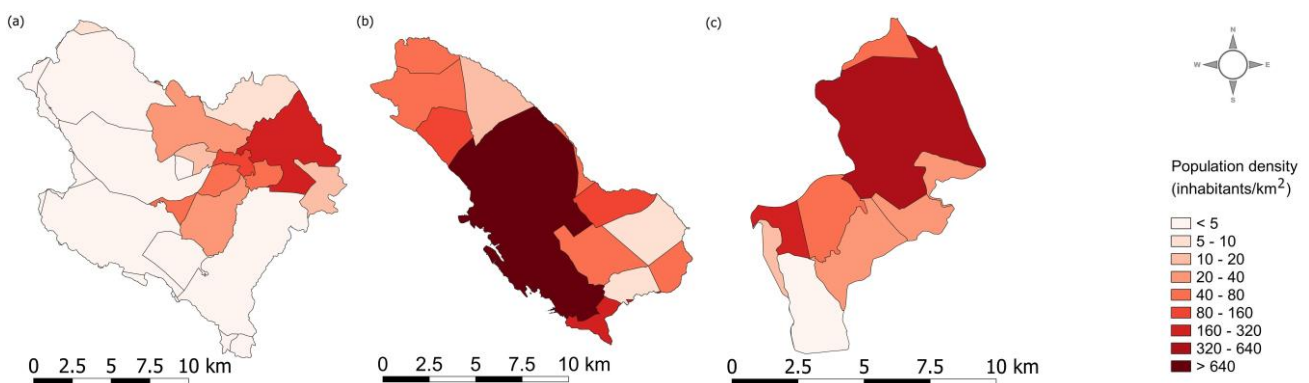 (a)
(b)
(c)
N
W E
S
Population density
(inhabitants/km²)
< 5
5 - 10
10 - 20
20 - 40
40 - 80
80 - 160
160 - 320
320 - 640
> 640
0 2.5 5 7.5 10 km
0 2.5 5 7.5 10 km
0 2.5 5 7.5 10 km